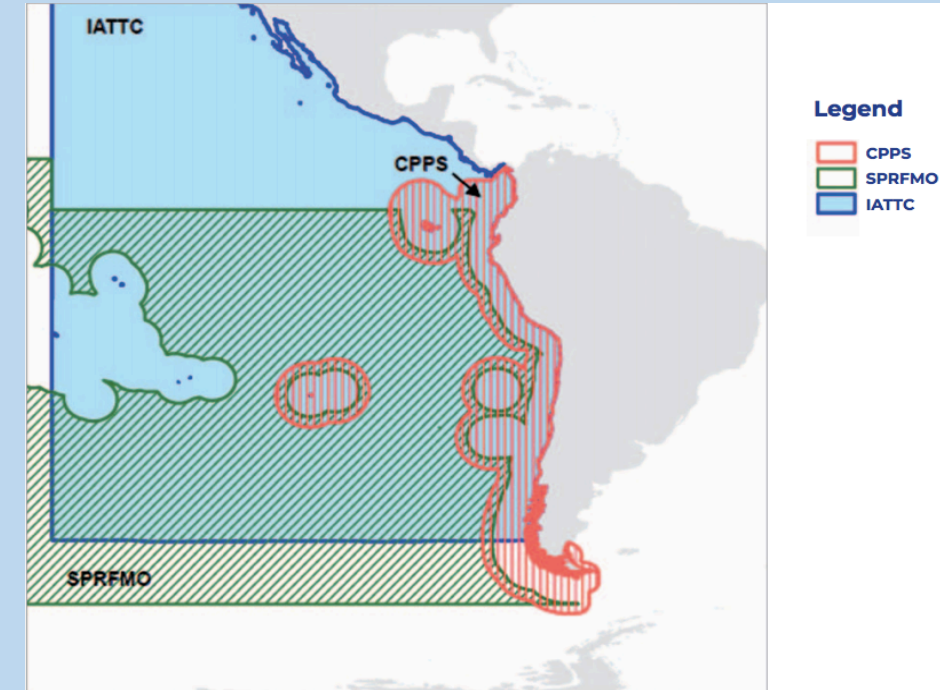 IATTC
CPPS
SPRFMO
Legend
CPPS
SPRFMO
IATTC